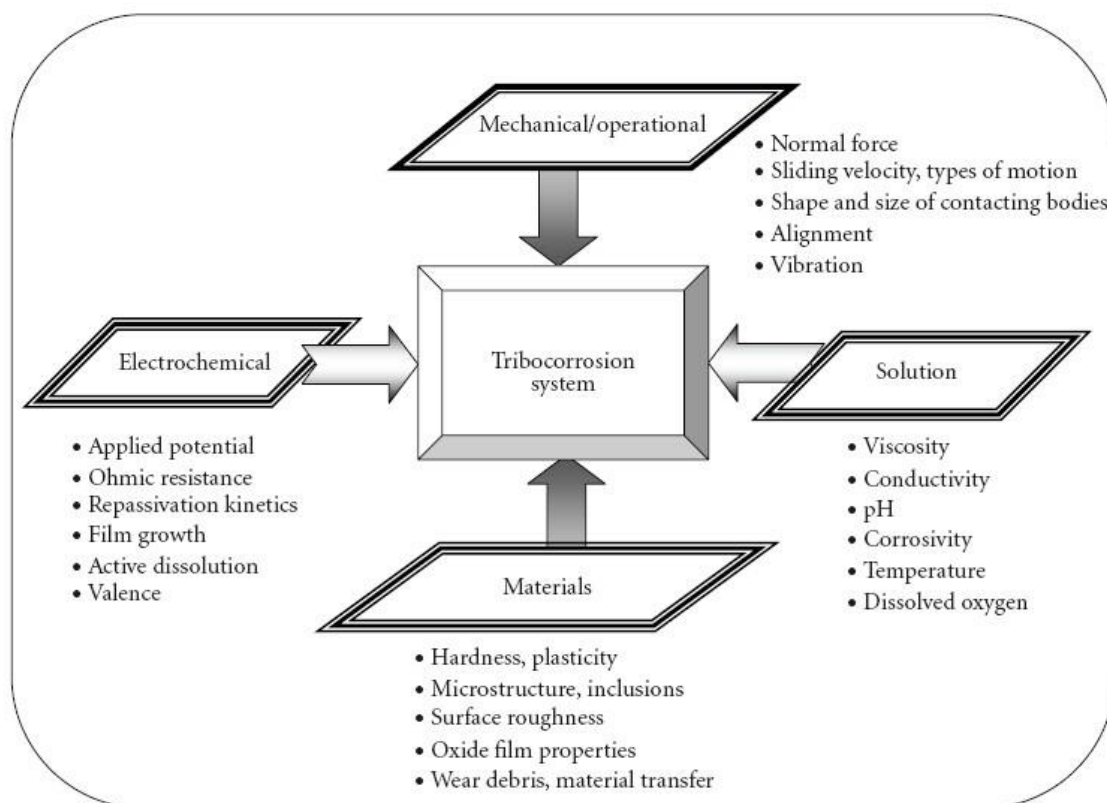 Mechanical/operational
• Normal force
• Sliding velocity, types of motion
• Shape and size of contacting bodies
• Alignment
• Vibration
Electrochemical
• Applied potential
• Ohmic resistance
• Repassivation kinetics
• Film growth
• Active dissolution
• Valence
Tribocorrosion
system
Solution
• Viscosity
• Conductivity
• pH
• Corrosivity
• Temperature
• Dissolved oxygen
Materials
• Hardness, plasticity
• Microstructure, inclusions
• Surface roughness
• Oxide film properties
• Wear debris, material transfer